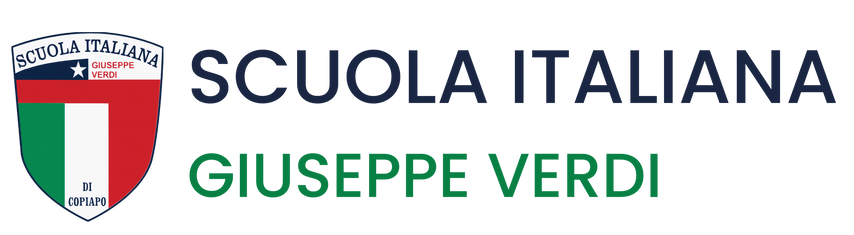 SCUOLA ITALIANA
GIUSEPPE
VERDI
DI
COPIAPO
SCUOLA ITALIANA
GIUSEPPE VERDI